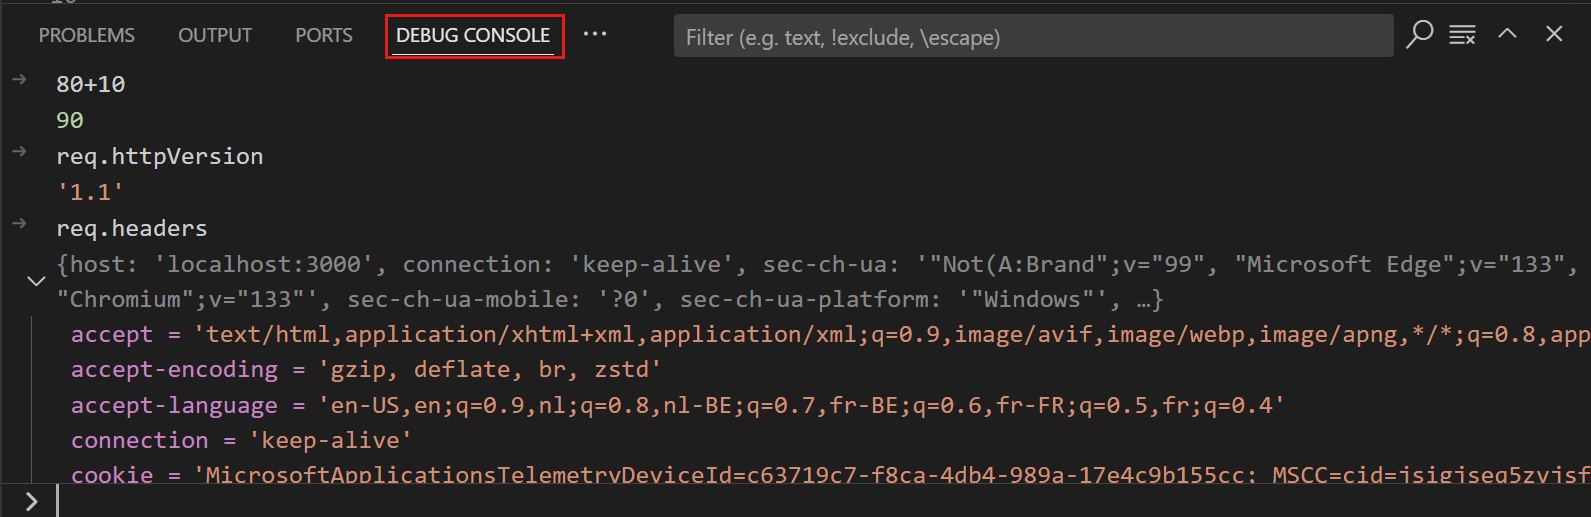 PROBLEMS OUTPUT PORTS DEBUG CONSOLE ··· Filter (e.g. text, !exclude, \escape)
80+10
90
req.httpVersion
'1.1'
req.headers
{host: 'localhost:3000', connection: 'keep-alive', sec-ch-ua: '"Not(A:Brand";v="99", "Microsoft Edge";v="133",
"Chromium";v="133"', sec-ch-ua-mobile: '?0', sec-ch-ua-platform: '"Windows"', …}
accept = 'text/html,application/xhtml+xml,application/xml;q=0.9,image/avif,image/webp,image/apng,*/*;q=0.8,app
accept-encoding = 'gzip, deflate, br, zstd'
accept-language = 'en-US,en;q=0.9,nl;q=0.8,nl-BE;q=0.7,fr-BE;q=0.6,fr-FR;q=0.5,fr;q=0.4'
connection = 'keep-alive'
cookie = 'MicrosoftApplicationsTelemetryDeviceId=c63719c7-f8ca-4db4-989a-17e4c9b155cc; MSCC=cid=